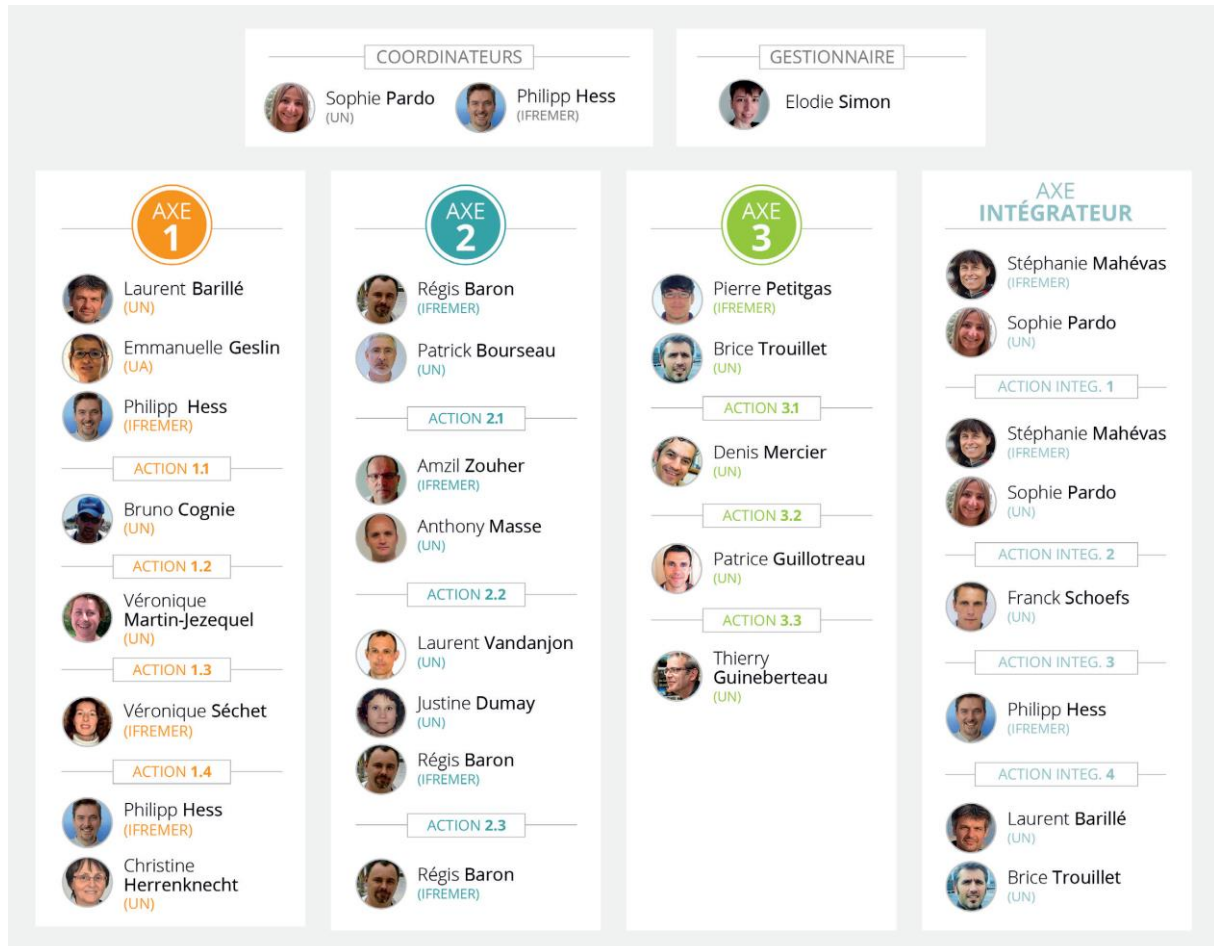 COORDINATEURS
Sophie Pardo
(UN)
Philipp Hess
(IFREMER)
GESTIONNAIRE
Elodie Simon
AXE
1
Laurent Barillé
(UN)
Emmanuelle Geslin
(UA)
Philipp Hess
(IFREMER)
ACTION 1.1
Bruno Cognie
(UN)
ACTION 1.2
Véronique
Martin-Jezequel
(UN)
ACTION 1.3
Véronique Séchet
(IFREMER)
ACTION 1.4
Philipp Hess
(IFREMER)
Christine
Herrenknecht
(UN)
AXE
2
Régis Baron
(IFREMER)
Patrick Bourseau
(UN)
ACTION 2.1
Amzil Zouher
(IFREMER)
Anthony Masse
(UN)
ACTION 2.2
Laurent Vandanjon
(UN)
Justine Dumay
(UN)
Régis Baron
(IFREMER)
ACTION 2.3
Régis Baron
(IFREMER)
AXE
3
Pierre Petitgas
(IFREMER)
Brice Trouillet
(UN)
ACTION 3.1
Denis Mercier
(UN)
ACTION 3.2
Patrice Guillotreau
(UN)
ACTION 3.3
Thierry
Guineberteau
(UN)
AXE
INTÉGRATEUR
Stéphanie Mahévas
(IFREMER)
Sophie Pardo
(UN)
ACTION INTEG. 1
Stéphanie Mahévas
(IFREMER)
Sophie Pardo
(UN)
ACTION INTEG. 2
Franck Schoefs
(UN)
ACTION INTEG. 3
Philipp Hess
(IFREMER)
ACTION INTEG. 4
Laurent Barillé
(UN)
Brice Trouillet
(UN)